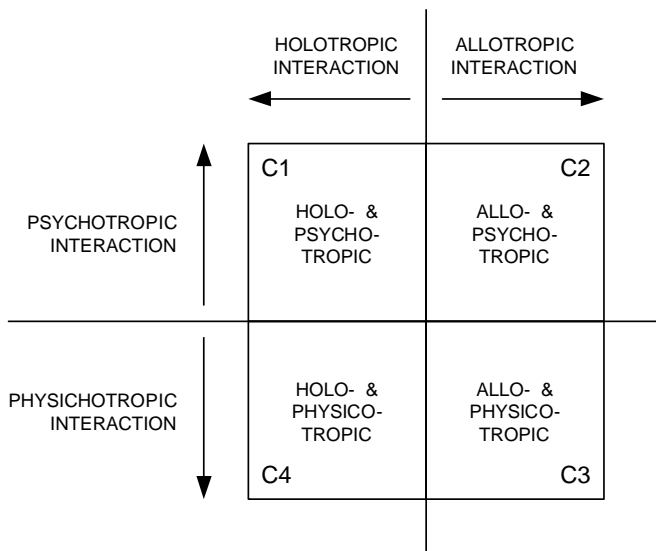 HOLOTROPIC
INTERACTION
ALLOTROPIC
INTERACTION
C1
C2
HOLO- &
PSYCHO-
TROPIC
ALLO- &
PSYCHO-
TROPIC
PSYCHOTROPIC
INTERACTION
PHYSICHOTROPIC
INTERACTION
HOLO- &
PHYSICO-
TROPIC
ALLO- &
PHYSICO-
TROPIC
C4
C3